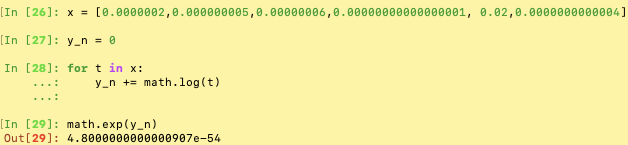 [In [26]: x = [0.0000002,0.000000005,0.00000006,0.00000000000000001, 0.02,0.0000000000004]
[In [27]: y_n = 0
In [28]: for t in x:
...:     y_n += math.log(t)
...:
[In [29]: math.exp(y_n)
Out[29]: 4.8000000000000907e-54